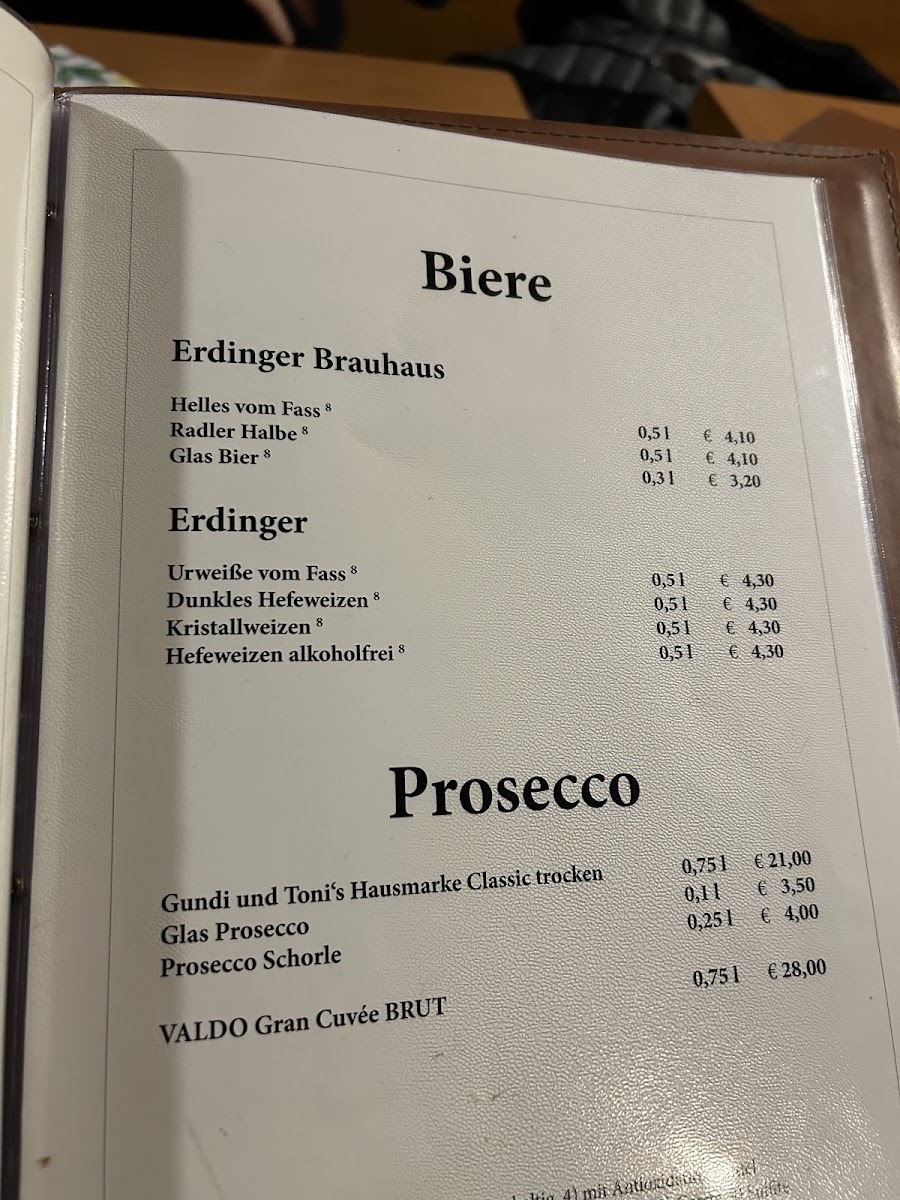 Biere
Erdinger Brauhaus
Helles vom Fass ⁸ 0,5 l € 4,10
Radler Halbe ⁸ 0,5 l € 4,10
Glas Bier ⁸ 0,3 l € 3,20
Erdinger
Urweiße vom Fass ⁸ 0,5 l € 4,30
Dunkles Hefeweizen ⁸ 0,5 l € 4,30
Kristallweizen ⁸ 0,5 l € 4,30
Hefeweizen alkoholfrei ⁸ 0,5 l € 4,30
Prosecco
Gundi und Toni‘s Hausmarke Classic trocken 0,75 l € 21,00
Glas Prosecco 0,1 l € 3,50
Prosecco Schorle 0,25 l € 4,00
VALDO Gran Cuvée BRUT 0,75 l € 28,00
4) mit